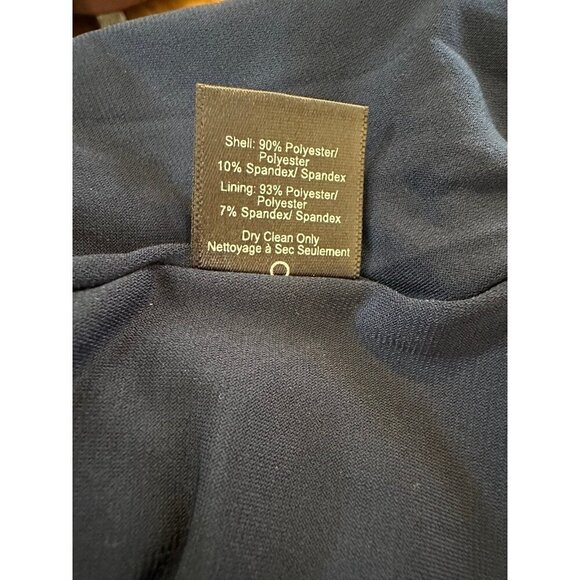 Shell: 90% Polyester/
Polyester
10% Spandex/ Spandex
Lining: 93% Polyester/
Polyester
7% Spandex/ Spandex
Dry Clean Only
Nettoyage à Sec Seulement